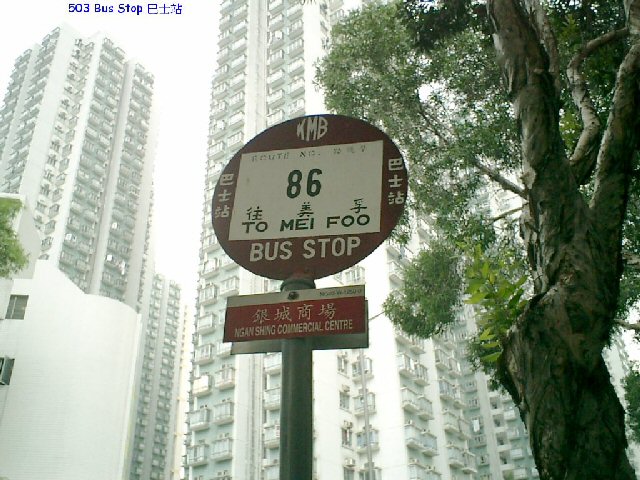 503 Bus Stop 巴士站
KMB
ROUTE NO. 路線號
巴士站
86
巴士站
往 美 孚
TO MEI FOO
BUS STOP
銀城商場
NGAN SHING COMMERCIAL CENTRE